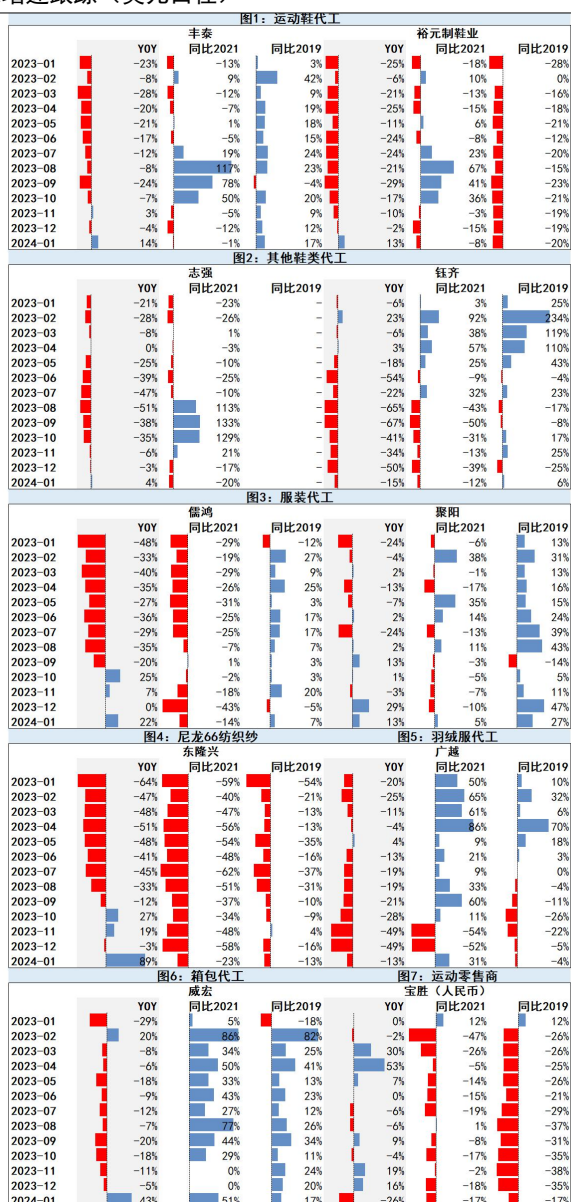 图1: 运动鞋代工
丰泰 裕元制鞋业
YOY 同比2021 同比2019 YOY 同比2021 同比2019
2023-01 -23% -13% 3% -25% -18% -28%
2023-02 -8% 9% 42% -6% 10% 0%
2023-03 -28% -12% 9% -21% -13% -16%
2023-04 -20% -7% 19% -25% -15% -18%
2023-05 -21% 1% 18% -11% 6% -21%
2023-06 -17% -5% 15% -24% -8% -12%
2023-07 -12% 19% 24% -24% 23% -20%
2023-08 -8% 117% 23% -21% 67% -15%
2023-09 -24% 78% -4% -29% 41% -23%
2023-10 -7% 50% 20% -17% 36% -21%
2023-11 3% -5% 9% -10% -3% -19%
2023-12 -4% -12% 12% -2% -15% -19%
2024-01 14% -1% 17% 13% -8% -20%
图2: 其他鞋类代工
志强 钰齐
YOY 同比2021 同比2019 YOY 同比2021 同比2019
2023-01 -21% -23% - -6% 3% 25%
2023-02 -28% -26% - 23% 92% 234%
2023-03 -8% 1% - -6% 38% 119%
2023-04 0% -3% - 3% 57% 110%
2023-05 -25% -10% - -18% 25% 43%
2023-06 -39% -25% - -54% -9% -4%
2023-07 -47% -10% - -22% 32% 23%
2023-08 -51% 113% - -65% -43% -17%
2023-09 -38% 133% - -67% -50% -8%
2023-10 -35% 129% - -41% -31% 17%
2023-11 -6% 21% - -34% -13% 25%
2023-12 -3% -17% - -50% -39% -25%
2024-01 4% -20% - -15% -12% 6%
图3: 服装代工
儒鸿 聚阳
YOY 同比2021 同比2019 YOY 同比2021 同比2019
2023-01 -48% -29% -12% -24% -6% 13%
2023-02 -33% -19% 27% -4% 38% 31%
2023-03 -40% -29% 9% 2% -1% 13%
2023-04 -35% -26% 25% -13% -17% 16%
2023-05 -27% -31% 3% -7% 35% 15%
2023-06 -36% -25% 17% 2% 14% 24%
2023-07 -29% -25% 17% -24% -13% 39%
2023-08 -35% -7% 7% 2% 11% 43%
2023-09 -20% 1% 3% 13% -3% -14%
2023-10 25% -2% 3% 1% -5% 5%
2023-11 7% -18% 20% -3% -7% 11%
2023-12 0% -43% -5% 29% -10% 47%
2024-01 22% -14% 7% 13% 5% 27%
图4: 尼龙66纺织纱 图5: 羽绒服代工
东隆兴 广越
YOY 同比2021 同比2019 YOY 同比2021 同比2019
2023-01 -64% -59% -54% -20% 50% 10%
2023-02 -47% -40% -21% -25% 65% 32%
2023-03 -48% -47% -13% -11% 61% 6%
2023-04 -51% -56% -13% -4% 86% 70%
2023-05 -48% -54% -35% 4% 9% 18%
2023-06 -41% -48% -16% -13% 21% 3%
2023-07 -45% -62% -37% -19% 9% 0%
2023-08 -33% -51% -31% -19% 33% -4%
2023-09 -12% -37% -10% -21% 60% -11%
2023-10 27% -34% -9% -28% 11% -26%
2023-11 19% -48% 4% -49% -54% -22%
2023-12 -3% -58% -16% -49% -52% -5%
2024-01 89% -23% -13% -13% 31% -4%
图6: 箱包代工 图7: 运动零售商
威宏 宝胜（人民币）
YOY 同比2021 同比2019 YOY 同比2021 同比2019
2023-01 -29% 5% -18% 0% 12% 12%
2023-02 20% 86% 82% -2% -47% -26%
2023-03 -8% 34% 25% 30% -26% -26%
2023-04 -6% 50% 41% 53% -5% -25%
2023-05 -18% 33% 13% 7% -14% -26%
2023-06 -9% 43% 23% 0% -15% -21%
2023-07 -12% 27% 12% -6% -19% -29%
2023-08 -7% 77% 26% -6% 1% -37%
2023-09 -20% 44% 34% 9% -8% -31%
2023-10 -18% 29% 11% -4% -17% -35%
2023-11 -11% 0% 24% 19% -2% -38%
2023-12 -5% 0% 20% 16% -18% -35%
2024-01 43% 51% 17% -26% -17% -17%